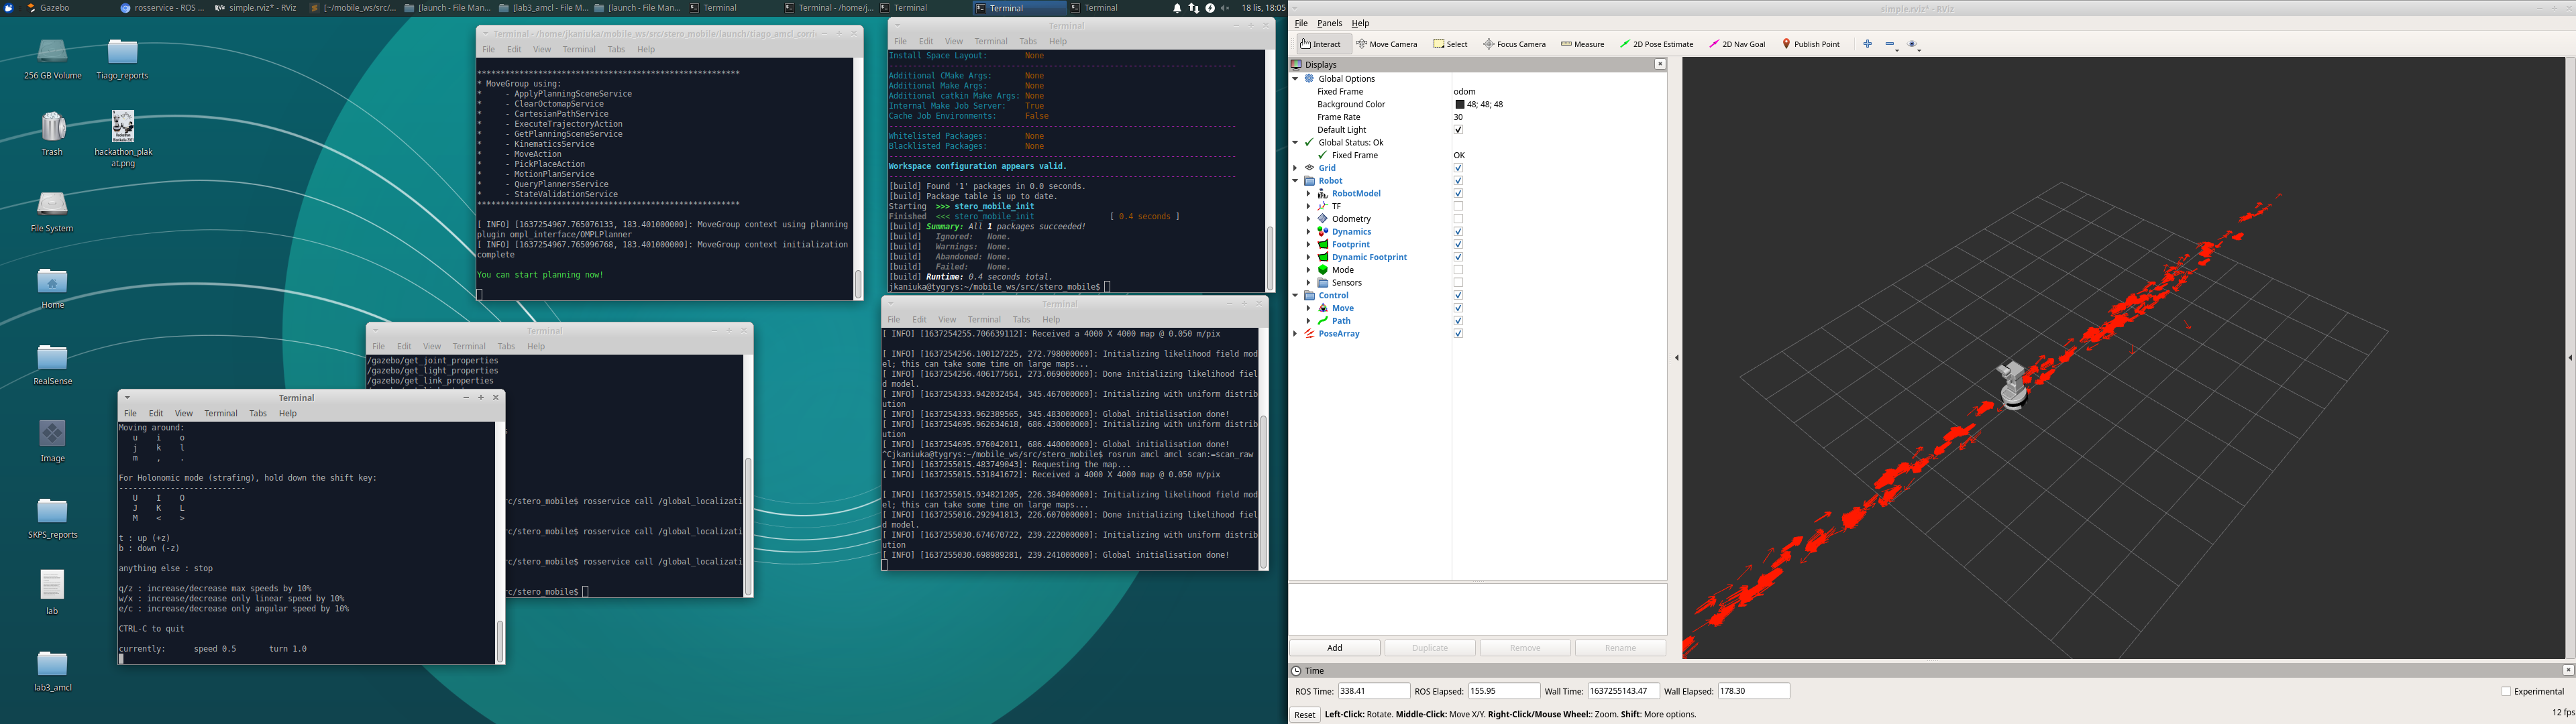 Gazebo
rosservice - ROS ...
simple.rviz* - RViz
[~/mobile_ws/src/...
[launch - File Man...
[lab3_amcl - File M...
[launch - File Man...
Terminal
Terminal - /home/j...
Terminal
Terminal
Terminal
18 lis, 18:05
256 GB Volume
Tiago_reports
Trash
hackathon_plak
at.png
File System
Home
RealSense
Image
SKPS_reports
lab
lab3_amcl
Terminal - /home/jkaniuka/mobile_ws/src/stero_mobile/launch/tiago_amcl_corri
File Edit View Terminal Tabs Help
********************************************************
* MoveGroup using:
* - ApplyPlanningSceneService
* - ClearOctomapService
* - CartesianPathService
* - ExecuteTrajectoryAction
* - GetPlanningSceneService
* - KinematicsService
* - MoveAction
* - PickPlaceAction
* - MotionPlanService
* - QueryPlannersService
* - StateValidationService
********************************************************
[ INFO] [1637254967.765076133, 183.401000000]: MoveGroup context using planning
plugin ompl_interface/OMPLPlanner
[ INFO] [1637254967.765096768, 183.401000000]: MoveGroup context initialization
complete
You can start planning now!
Terminal
File Edit View Terminal Tabs Help
/gazebo/get_joint_properties
/gazebo/get_light_properties
/gazebo/get_link_properties
rc/stero_mobile$ rosservice call /global_localizati
rc/stero_mobile$ rosservice call /global_localizati
rc/stero_mobile$ rosservice call /global_localizati
rc/stero_mobile$
Terminal
File Edit View Terminal Tabs Help
Moving around:
u i o
j k l
m , .
For Holonomic mode (strafing), hold down the shift key:
---------------------------
U I O
J K L
M < >
t : up (+z)
b : down (-z)
anything else : stop
q/z : increase/decrease max speeds by 10%
w/x : increase/decrease only linear speed by 10%
e/c : increase/decrease only angular speed by 10%
CTRL-C to quit
currently: speed 0.5 turn 1.0
Terminal
File Edit View Terminal Tabs Help
Install Space Layout: None
Additional CMake Args: None
Additional Make Args: None
Additional catkin Make Args: None
Internal Make Job Server: True
Cache Job Environments: False
Whitelisted Packages: None
Blacklisted Packages: None
Workspace configuration appears valid.
[build] Found '1' packages in 0.0 seconds.
[build] Package table is up to date.
Starting >>> stero_mobile_init
Finished <<< stero_mobile_init [ 0.4 seconds ]
[build] Summary: All 1 packages succeeded!
[build] Ignored: None.
[build] Warnings: None.
[build] Abandoned: None.
[build] Failed: None.
[build] Runtime: 0.4 seconds total.
jkaniuka@tygrys:~/mobile_ws/src/stero_mobile$
Terminal
File Edit View Terminal Tabs Help
[ INFO] [1637254255.706639112]: Received a 4000 X 4000 map @ 0.050 m/pix
[ INFO] [1637254256.100127225, 272.798000000]: Initializing likelihood field mod
el; this can take some time on large maps...
[ INFO] [1637254256.406177561, 273.069000000]: Done initializing likelihood fiel
d model.
[ INFO] [1637254333.942032454, 345.467000000]: Initializing with uniform distrib
ution
[ INFO] [1637254333.962389565, 345.483000000]: Global initialisation done!
[ INFO] [1637254695.962634618, 686.430000000]: Initializing with uniform distrib
ution
[ INFO] [1637254695.976042011, 686.440000000]: Global initialisation done!
^Cjkaniuka@tygrys:~/mobile_ws/src/stero_mobile$ rosrun amcl amcl scan:=scan_raw
[ INFO] [1637255015.483749043]: Requesting the map...
[ INFO] [1637255015.531841672]: Received a 4000 X 4000 map @ 0.050 m/pix
[ INFO] [1637255015.934821205, 226.384000000]: Initializing likelihood field mod
el; this can take some time on large maps...
[ INFO] [1637255016.292941813, 226.607000000]: Done initializing likelihood fiel
d model.
[ INFO] [1637255030.674670722, 239.222000000]: Initializing with uniform distrib
ution
[ INFO] [1637255030.698989281, 239.241000000]: Global initialisation done!
simple.rviz* - RViz
File Panels Help
Interact Move Camera Select Focus Camera Measure 2D Pose Estimate 2D Nav Goal Publish Point
Displays
Global Options
Fixed Frame odom
Background Color 48; 48; 48
Frame Rate 30
Default Light
Global Status: Ok
Fixed Frame OK
Grid
Robot
RobotModel
TF
Odometry
Dynamics
Footprint
Dynamic Footprint
Mode
Sensors
Control
Move
Path
PoseArray
Add Duplicate Remove Rename
Time
ROS Time: 338.41 ROS Elapsed: 155.95 Wall Time: 1637255143.47 Wall Elapsed: 178.30 Experimental
Reset Left-Click: Rotate. Middle-Click: Move X/Y. Right-Click/Mouse Wheel:: Zoom. Shift: More options. 12 fps